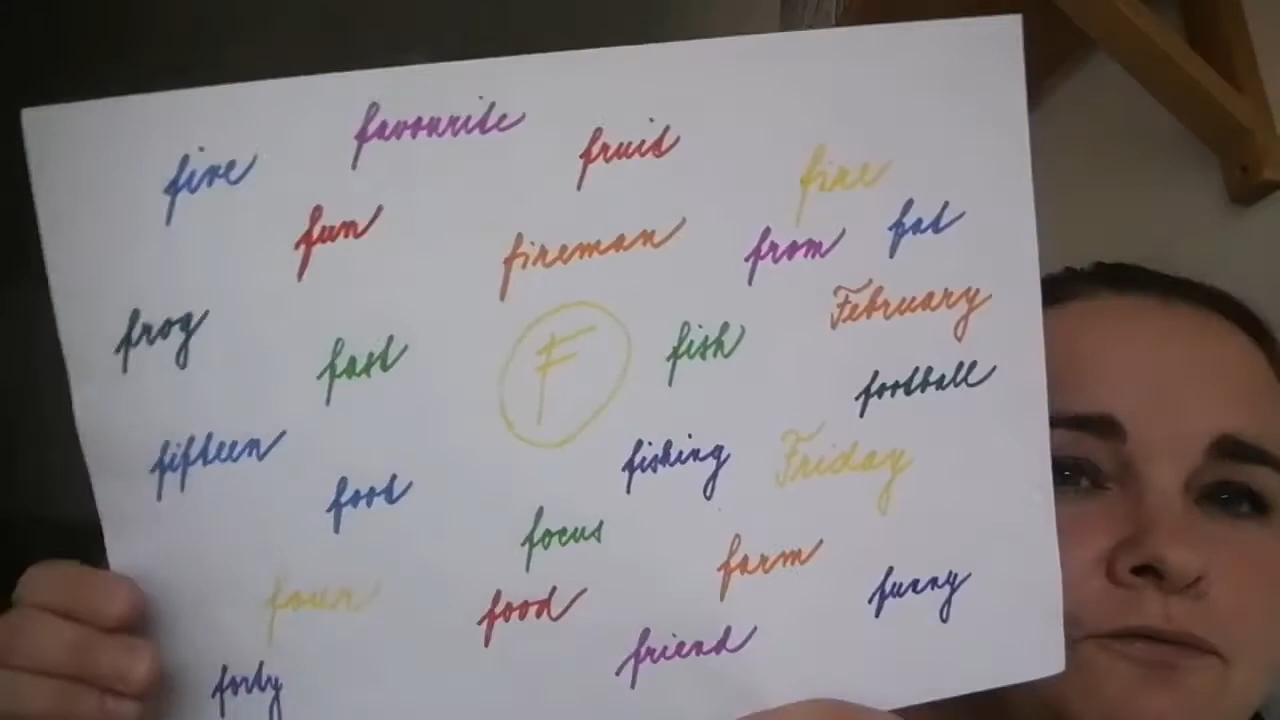 favourite
five
fruit
fire
fun
fireman
from
fat
February
frog
fast
F
fish
football
fifteen
fishing
Friday
foot
focus
farm
four
food
funny
friend
forty